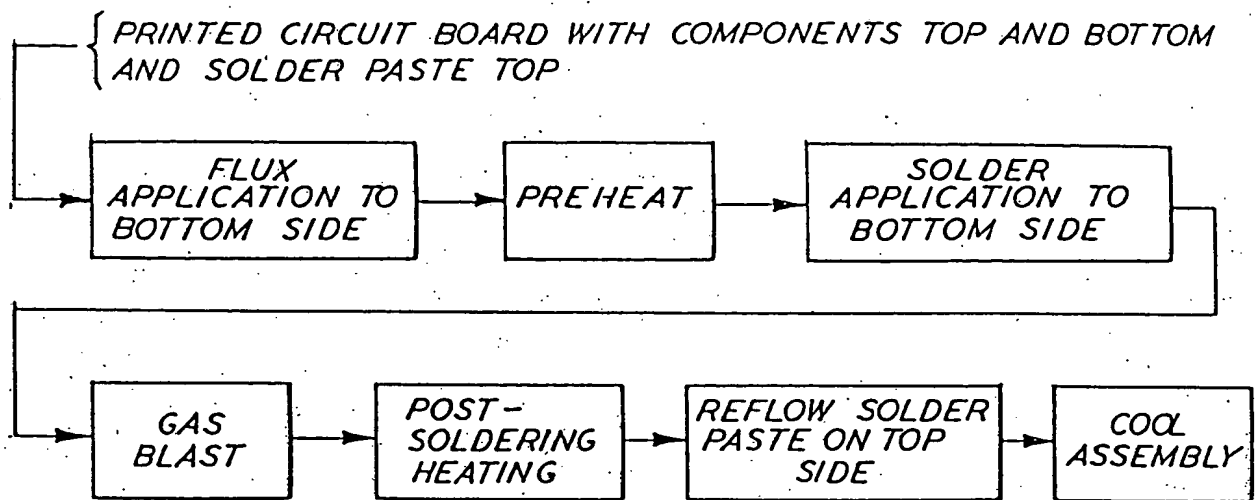 PRINTED CIRCUIT BOARD WITH COMPONENTS TOP AND BOTTOM
AND SOLDER PASTE TOP
FLUX
APPLICATION TO
BOTTOM SIDE
PREHEAT
SOLDER
APPLICATION TO
BOTTOM SIDE
GAS
BLAST
POST-
SOLDERING
HEATING
REFLOW SOLDER
PASTE ON TOP
SIDE
COOL
ASSEMBLY